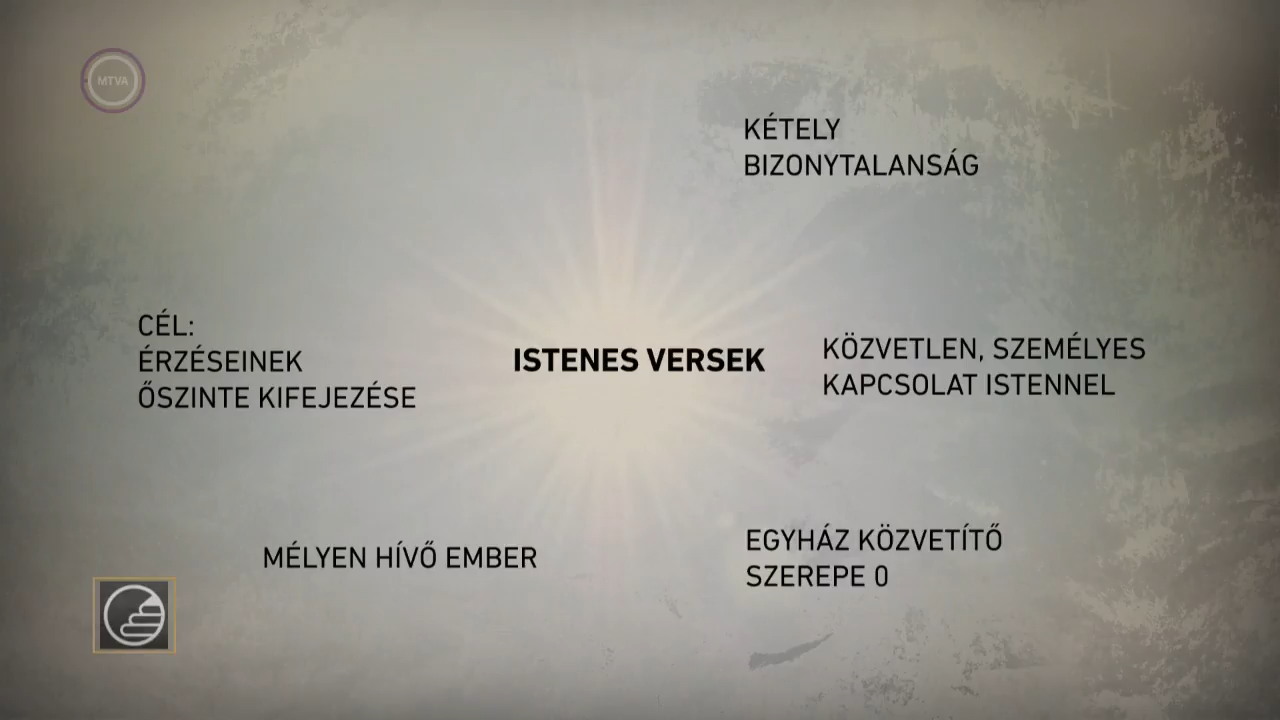 MTVA
KÉTELY
BIZONYTALANSÁG
CÉL:
ÉRZÉSEINEK
ŐSZINTE KIFEJEZÉSE
ISTENES VERSEK
KÖZVETLEN, SZEMÉLYES
KAPCSOLAT ISTENNEL
MÉLYEN HÍVŐ EMBER
EGYHÁZ KÖZVETÍTŐ
SZEREPE 0